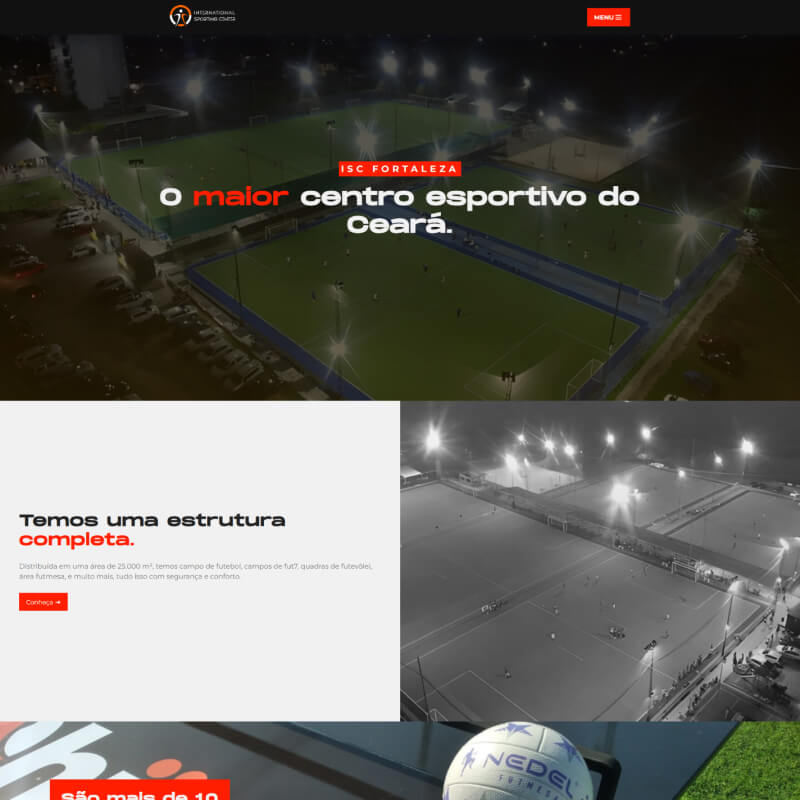 INTERNATIONAL
SPORTING CENTER
MENU
ISC FORTALEZA
O maior centro esportivo do
Ceará.
Temos uma estrutura
completa.
Distribuída em uma área de 25.000 m², temos campo de futebol, campos de fut7, quadras de futevôlei,
área futmesa, e muito mais, tudo isso com segurança e conforto.
Conheça ➔
NEDEL
FUTMESA
São mais de 10